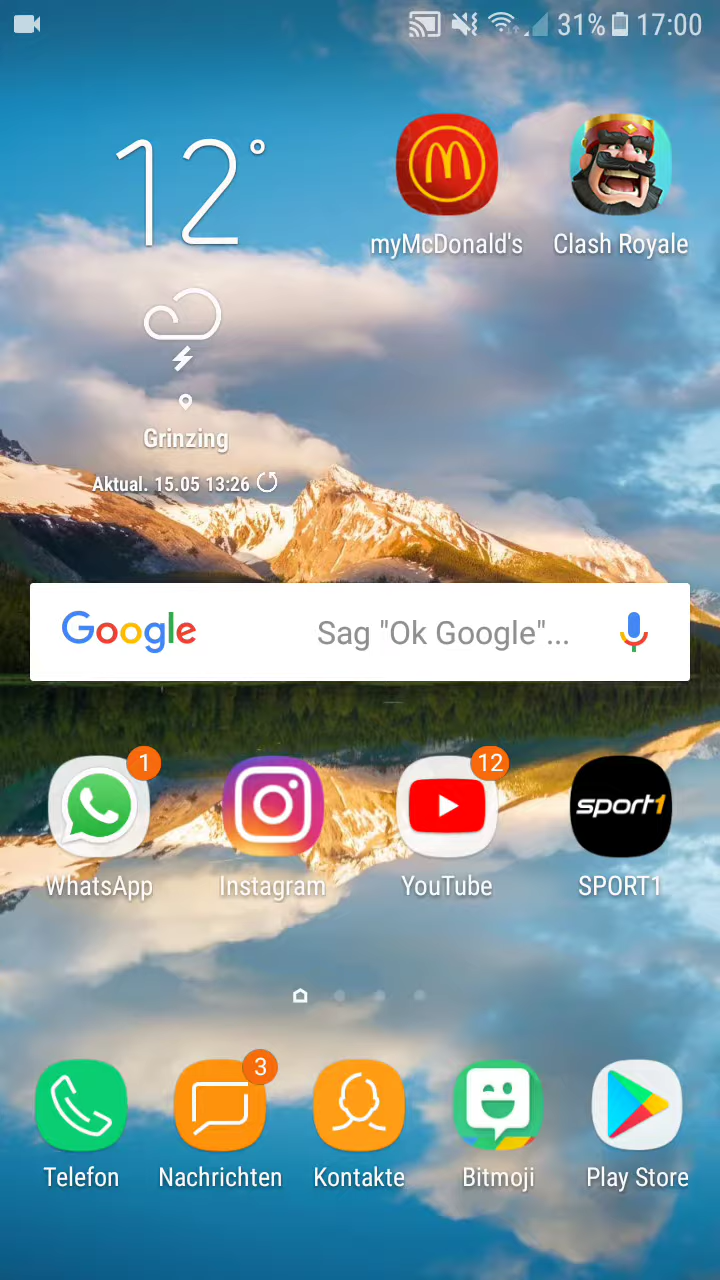 31% 17:00
12°
myMcDonald's Clash Royale
Grinzing
Aktual. 15.05 13:26
Google Sag "Ok Google"...
1 12
sport1
WhatsApp Instagram YouTube SPORT1
3
Telefon Nachrichten Kontakte Bitmoji Play Store